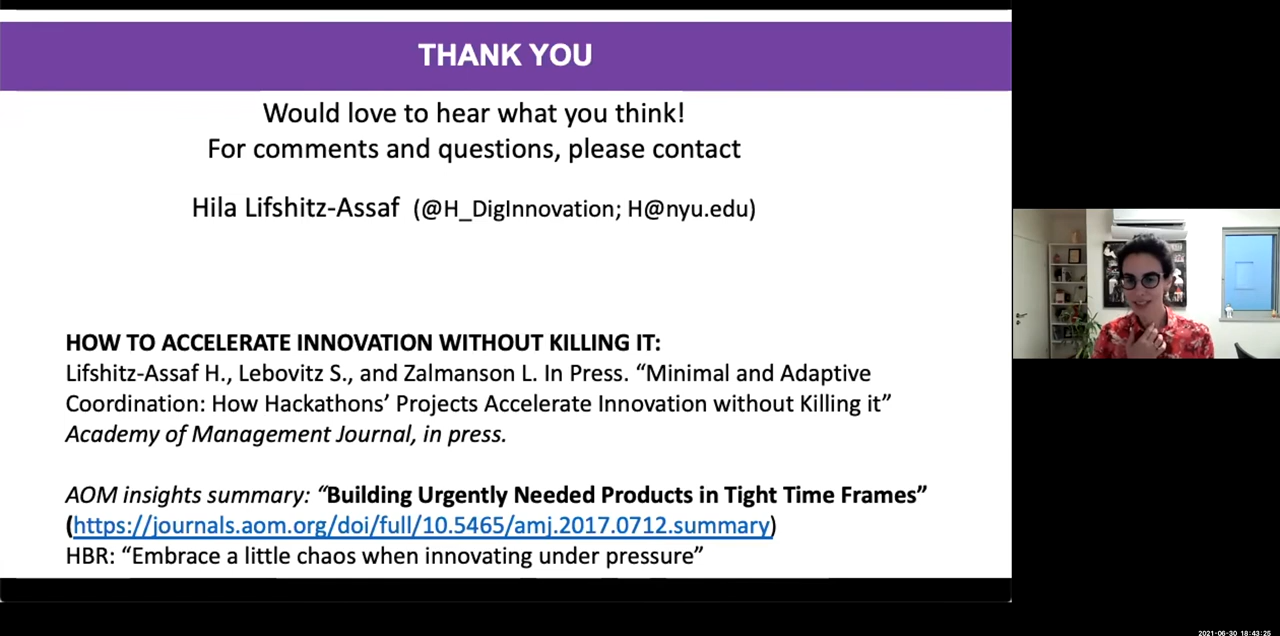 THANK YOU
Would love to hear what you think!
For comments and questions, please contact
Hila Lifshitz-Assaf (@H_DigInnovation; H@nyu.edu)
HOW TO ACCELERATE INNOVATION WITHOUT KILLING IT:
Lifshitz-Assaf H., Lebovitz S., and Zalmanson L. In Press. “Minimal and Adaptive
Coordination: How Hackathons’ Projects Accelerate Innovation without Killing it”
Academy of Management Journal, in press.
AOM insights summary: “Building Urgently Needed Products in Tight Time Frames”
(https://journals.aom.org/doi/full/10.5465/amj.2017.0712.summary)
HBR: “Embrace a little chaos when innovating under pressure”
2021-06-30 18:43:25